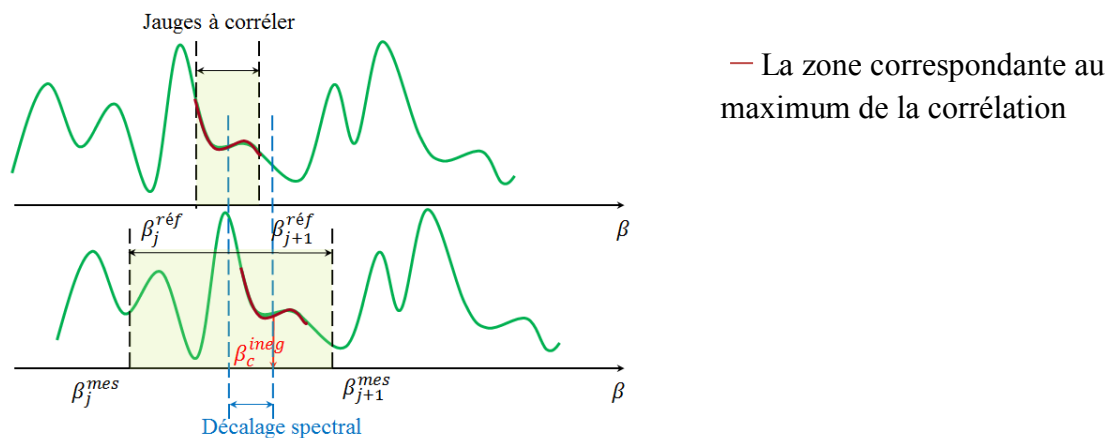 Jauges à corréler
— La zone correspondante au
maximum de la corrélation
β_j^{réf} β_{j+1}^{réf} β
β_c^{ineg}
β_j^{mes} β_{j+1}^{mes} β
Décalage spectral